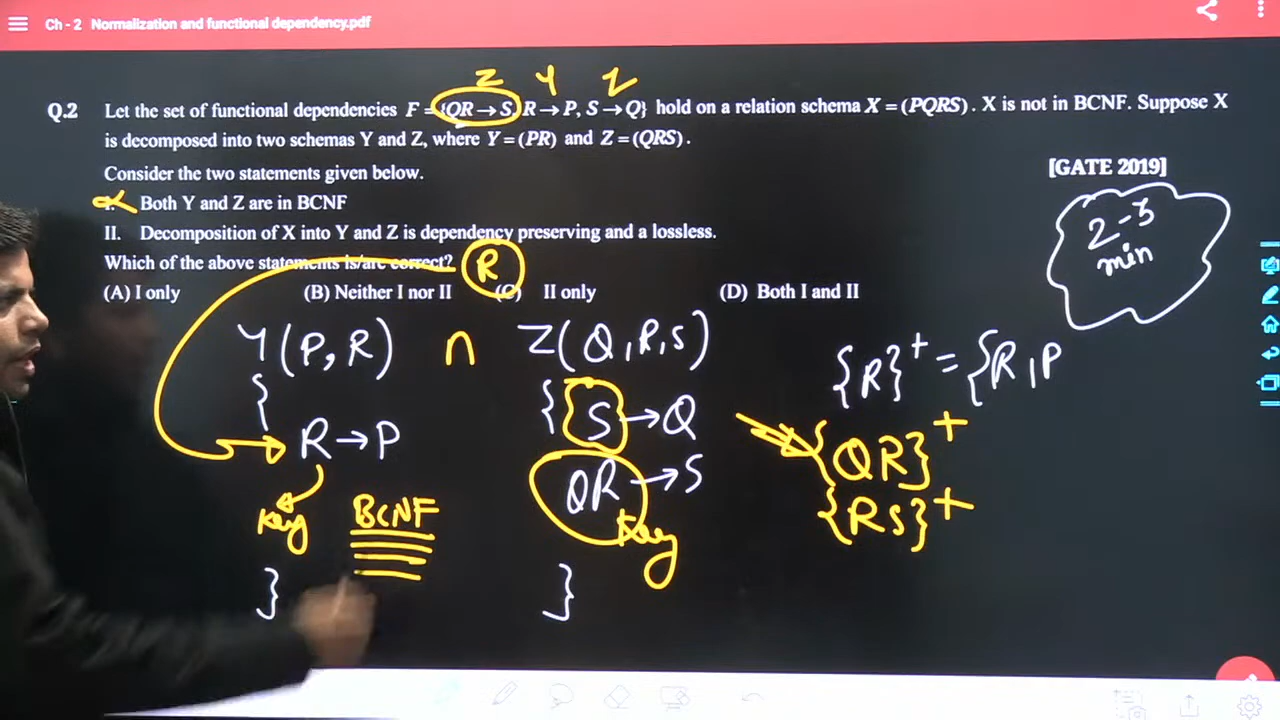 Ch - 2 Normalization and functional dependency.pdf
Z Y Z
Q.2 Let the set of functional dependencies F = {QR → S, R → P, S → Q} hold on a relation schema X = (PQRS). X is not in BCNF. Suppose X
is decomposed into two schemas Y and Z, where Y = (PR) and Z = (QRS).
Consider the two statements given below.
[GATE 2019]
I. Both Y and Z are in BCNF
II. Decomposition of X into Y and Z is dependency preserving and a lossless.
Which of the above statements is/are correct?
R
(A) I only (B) Neither I nor II (C) II only (D) Both I and II
2-5
min
Y(P,R) ∩ Z(Q,R,S)
{R}+ = {R,P
{ { S→Q
R→P
{QR}+
QR→S
{RS}+
Key BCNF Key
} }